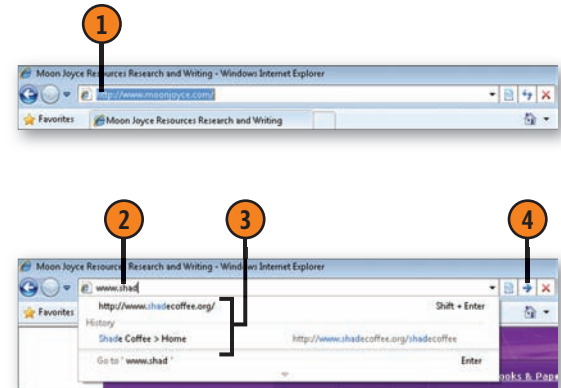 1
Moon Joyce Resources Research and Writing - Windows Internet Explorer
http://www.moonjoyce.com/
Favorites Moon Joyce Resources Research and Writing
2 3 4
Moon Joyce Resources Research and Writing - Windows Internet Explorer
www.shad
Favorites http://www.shadecoffee.org/ Shift + Enter
History
Shade Coffee > Home http://www.shadecoffee.org/shadecoffee
Go to ' www.shad ' Enter
ooks & Pape